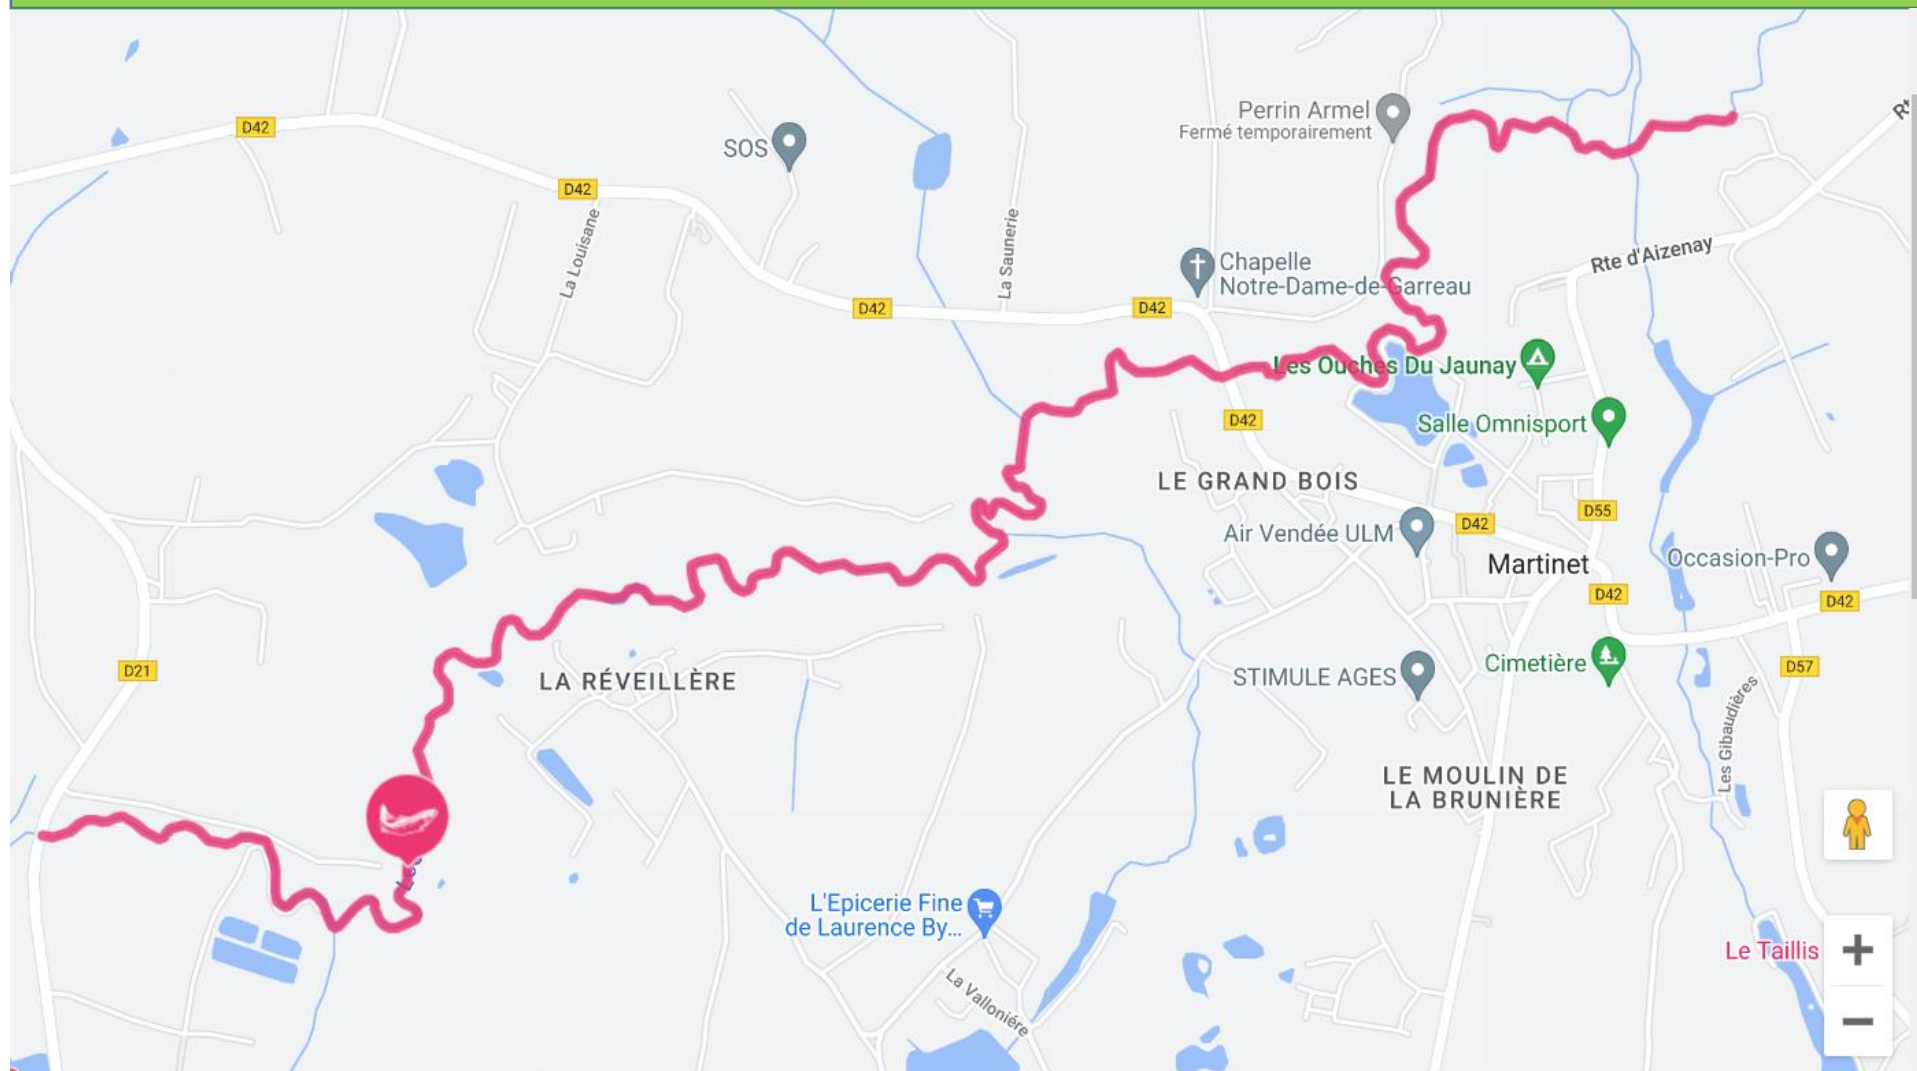 Perrin Armel
Fermé temporairement
D42
SOS
D42
La Louisane
La Saunerie
Rte d'Aizenay
Chapelle
Notre-Dame-de-Garreau
D42
D42
Les Ouches Du Jaunay
D42
Salle Omnisport
LE GRAND BOIS
D55
D42
Air Vendée ULM
Martinet
Occasion-Pro
D42
D42
D21
LA RÉVEILLÈRE
STIMULE AGES
Cimetière
D57
Les Gibaudières
LE MOULIN DE
LA BRUNIÈRE
L'Epicerie Fine
de Laurence By...
Le Taillis
La Valloniére